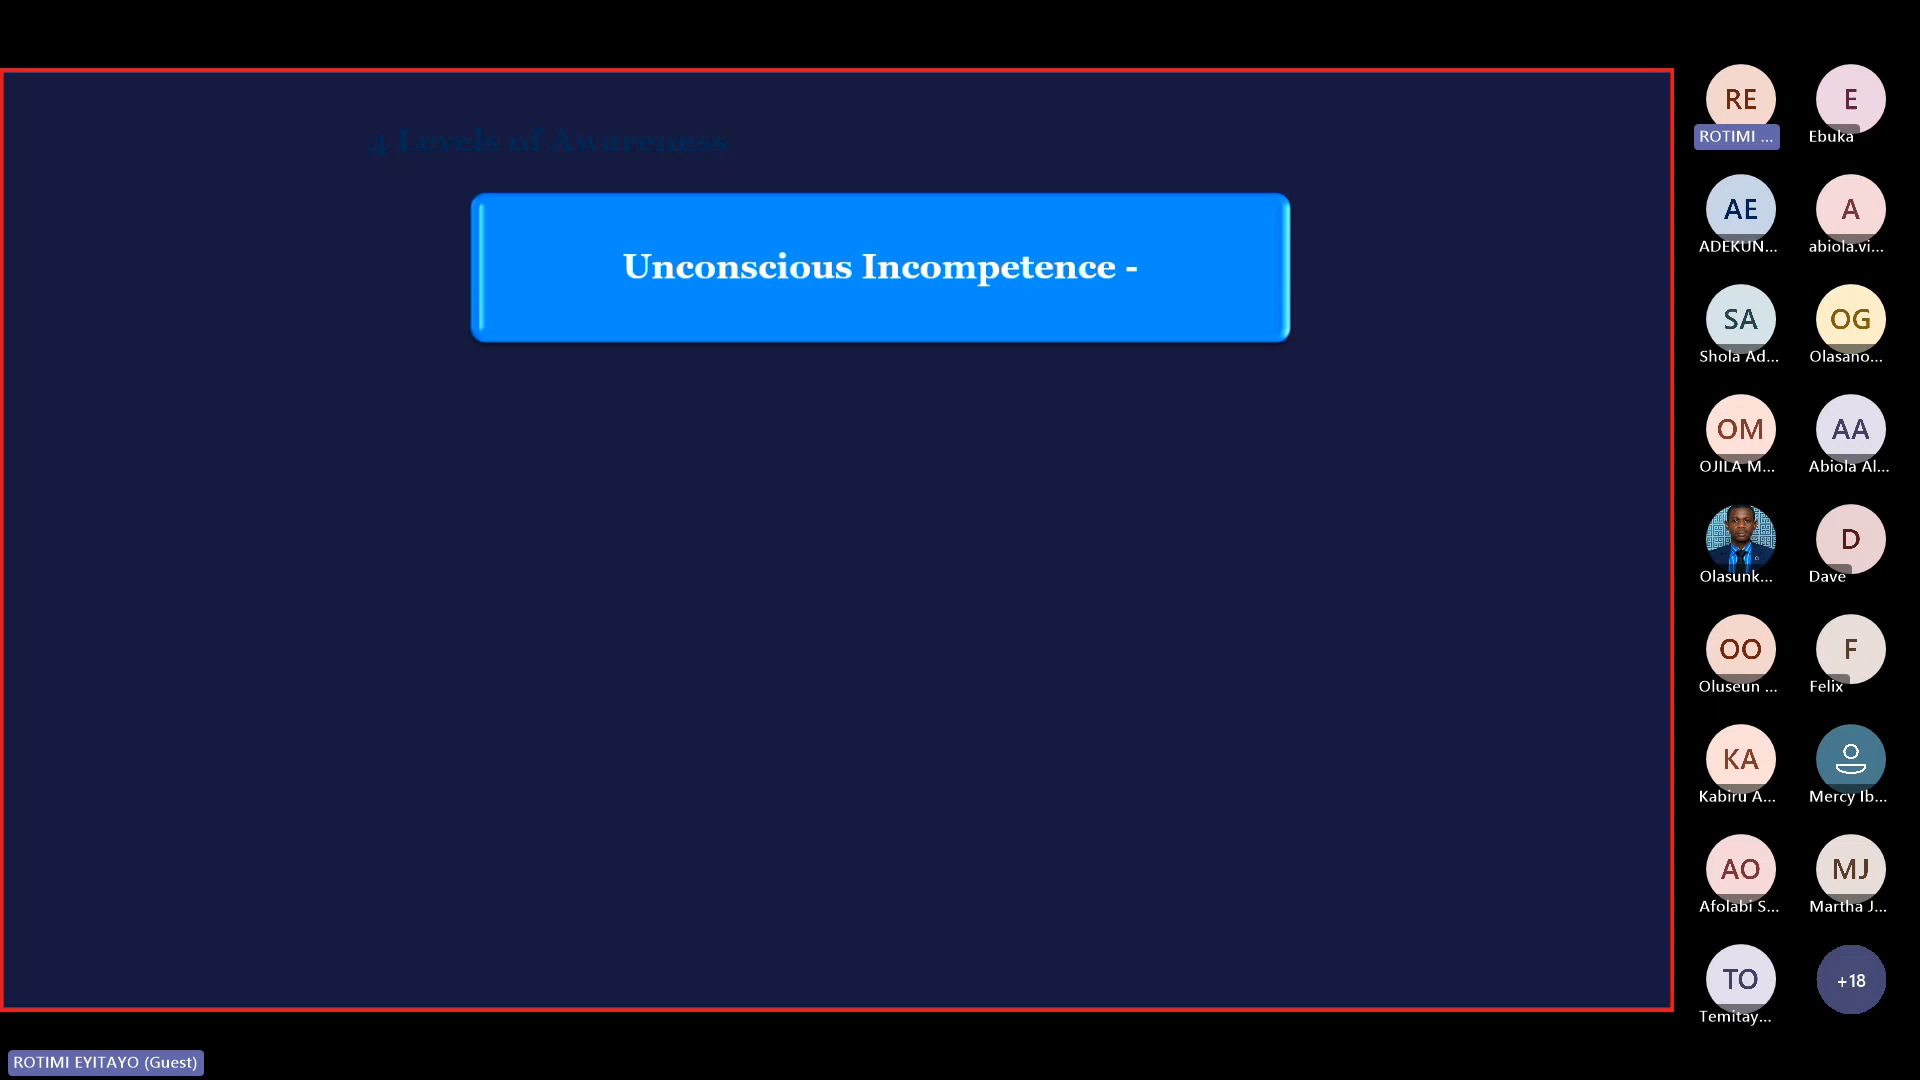 4 Levels of Awareness
Unconscious Incompetence -
RE
E
ROTIMI ...
Ebuka
AE
A
ADEKUN...
abiola.vi...
SA
OG
Shola Ad...
Olasano...
OM
AA
OJILA M...
Abiola Al...
D
Olasunk...
Dave
OO
F
Oluseun ...
Felix
KA
Kabiru A...
Mercy Ib...
AO
MJ
Afolabi S...
Martha J...
TO
+18
Temitay...
ROTIMI EYITAYO (Guest)